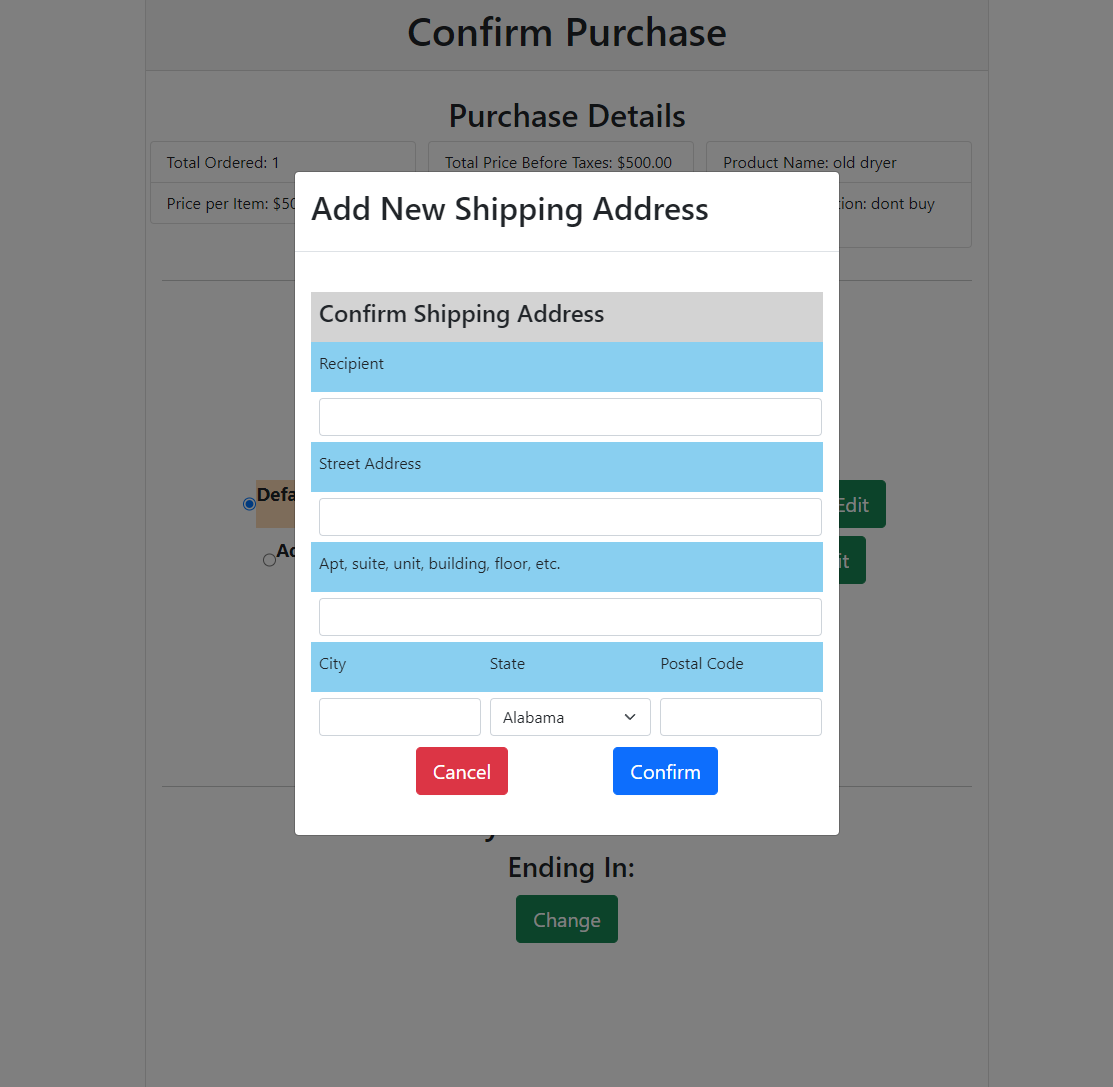 Confirm Purchase
Purchase Details
Total Ordered: 1 Total Price Before Taxes: $500.00 Product Name: old dryer
Price per Item: dont buy
Add New Shipping Address
Confirm Shipping Address
Recipient
Street Address
Edit
Apt, suite, unit, building, floor, etc.
City State Postal Code
Alabama
Cancel Confirm
Ending In:
Change